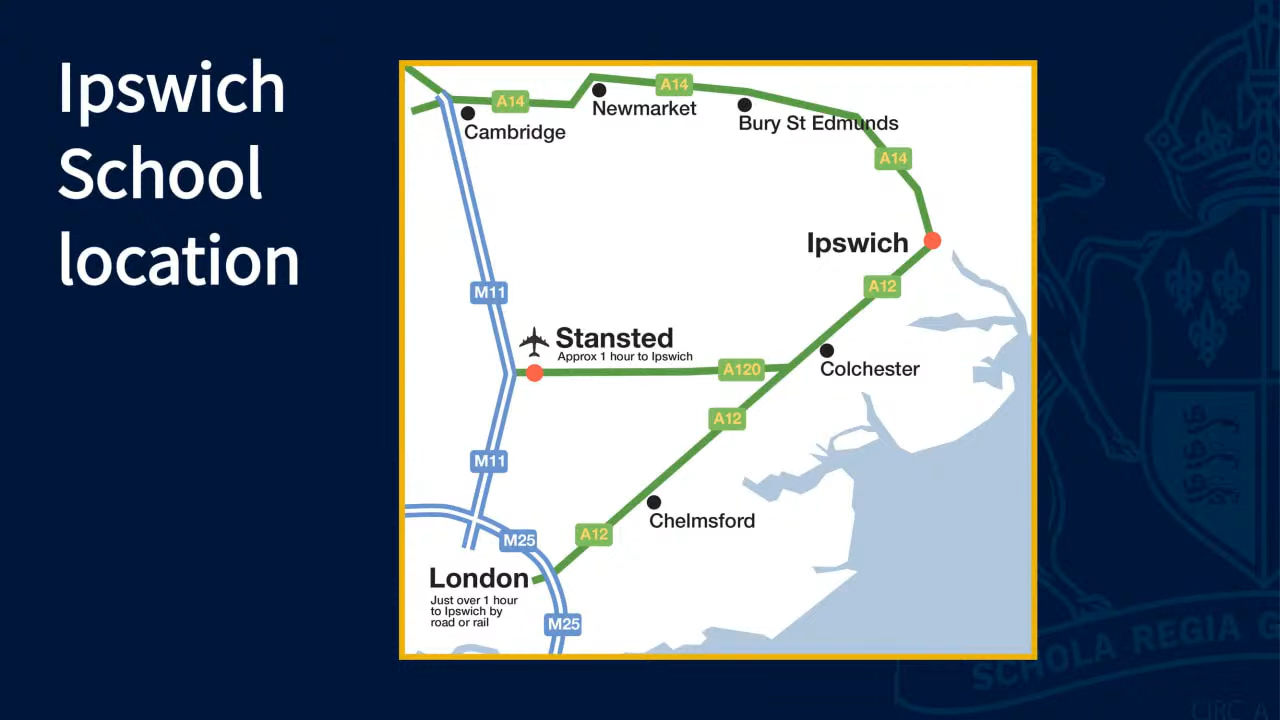 Ipswich
School
location
A14
A14
Newmarket
Cambridge
Bury St Edmunds
A14
Ipswich
A12
M11
Stansted
Approx 1 hour to Ipswich
A120
Colchester
A12
M11
Chelmsford
A12
M25
London
Just over 1 hour
to Ipswich by
road or rail
M25
SCHOLA REGIA G